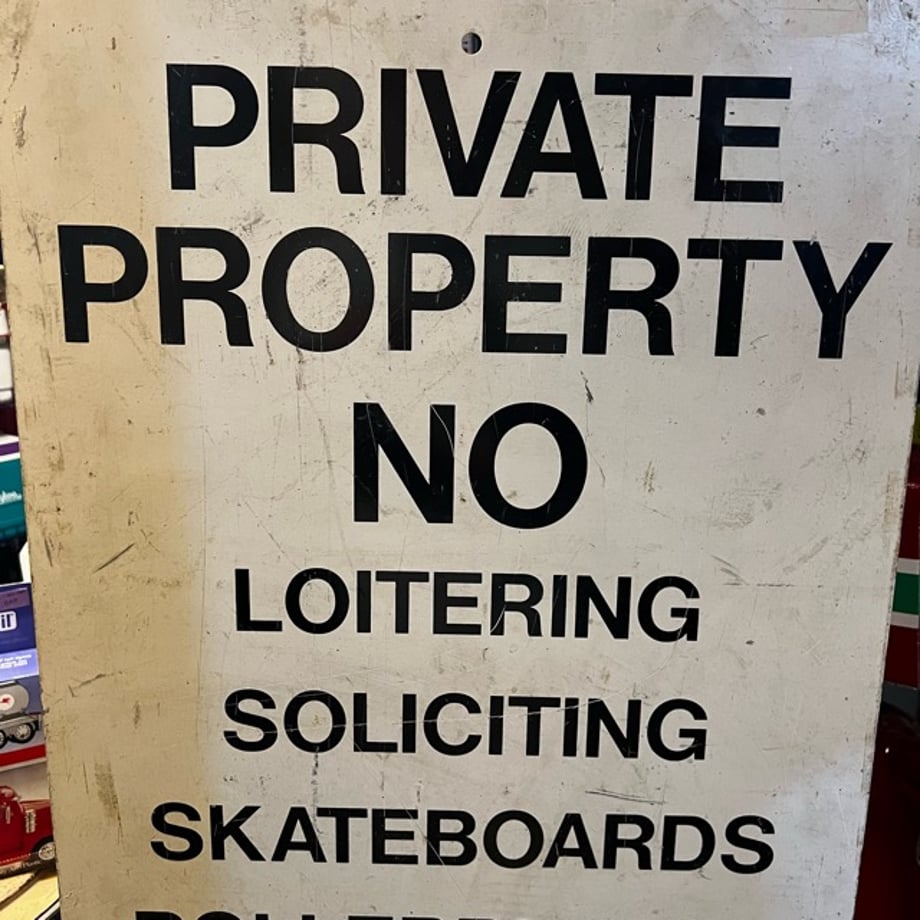 PRIVATE
PROPERTY
NO
LOITERING
SOLICITING
SKATEBOARDS